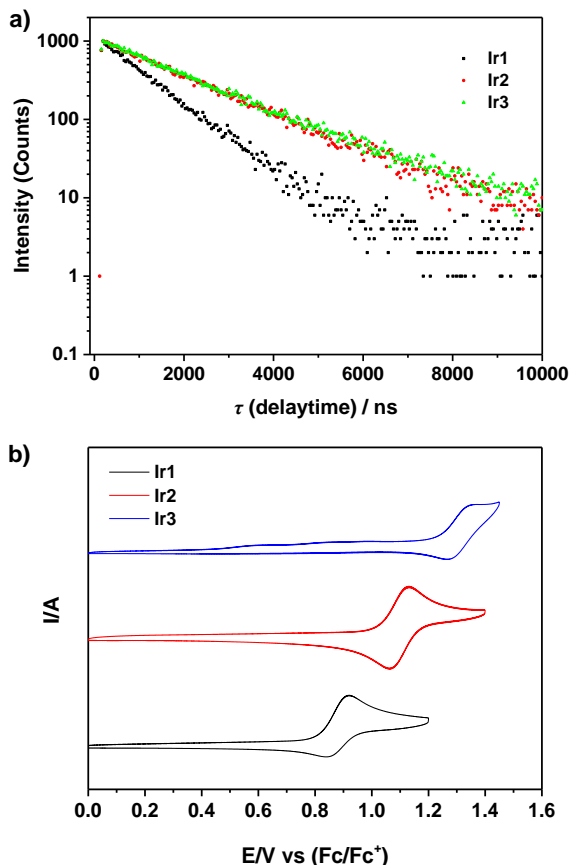 a)
1000
100
10
1
0.1
Intensity (Counts)
Ir1
Ir2
Ir3
0 2000 4000 6000 8000 10000
τ (delaytime) / ns
b)
Ir1
Ir2
Ir3
I/A
0.0 0.2 0.4 0.6 0.8 1.0 1.2 1.4 1.6
E/V vs (Fc/Fc⁺)